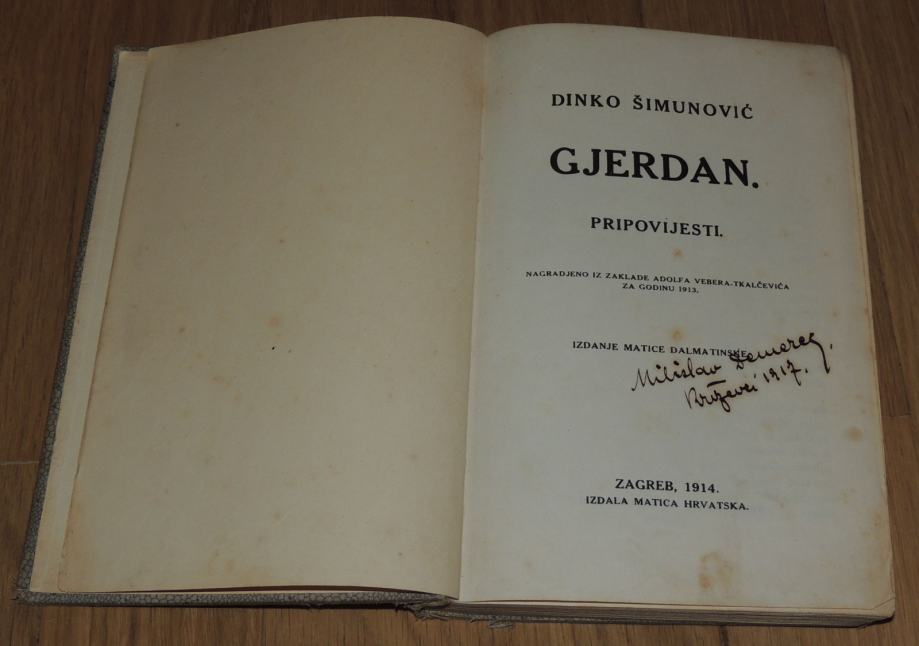 DINKO ŠIMUNOVIĆ
GJERDAN.
PRIPOVIJESTI.
NAGRADJENO IZ ZAKLADE ADOLFA VEBERA-TKALČEVIĆA
ZA GODINU 1913.
IZDANJE MATICE DALMATINSKE.
Milislav Demerec,
Križevci 1917.
ZAGREB, 1914.
IZDALA MATICA HRVATSKA.